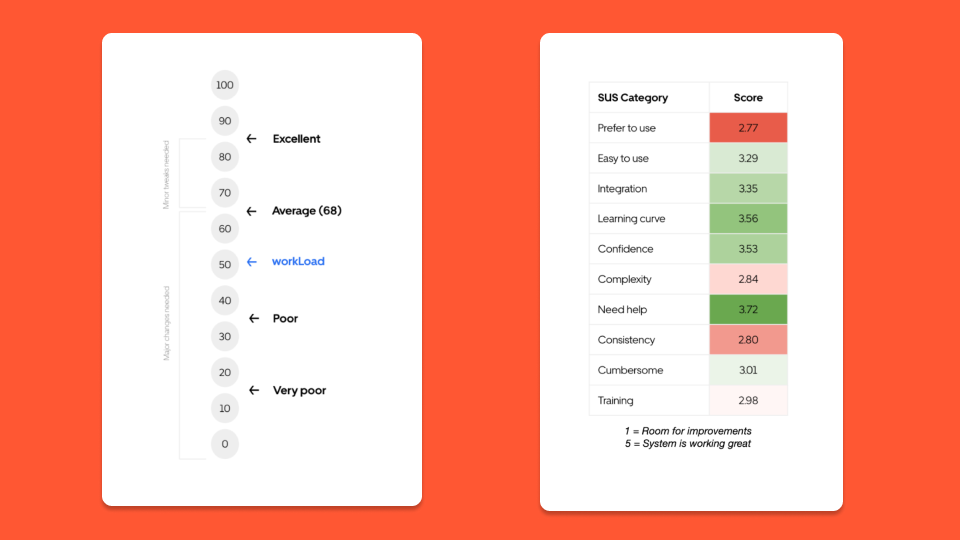 100
90
Excellent
80
Minor tweaks needed
70
Average (68)
60
50
workLoad
40
Major changes needed
Poor
30
20
Very poor
10
0
SUS Category Score
Prefer to use 2.77
Easy to use 3.29
Integration 3.35
Learning curve 3.56
Confidence 3.53
Complexity 2.84
Need help 3.72
Consistency 2.80
Cumbersome 3.01
Training 2.98
1 = Room for improvements
5 = System is working great